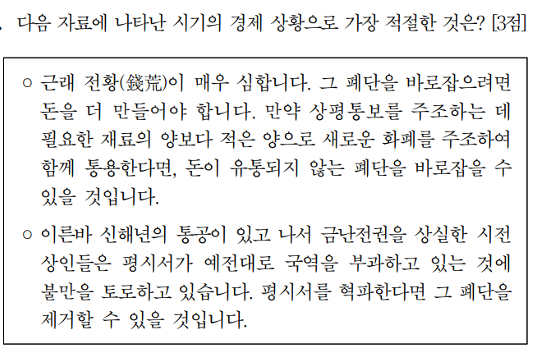 . 다음 자료에 나타난 시기의 경제 상황으로 가장 적절한 것은? [3점]
○ 근래 전황(錢荒)이 매우 심합니다. 그 폐단을 바로잡으려면
돈을 더 만들어야 합니다. 만약 상평통보를 주조하는 데
필요한 재료의 양보다 적은 양으로 새로운 화폐를 주조하여
함께 통용한다면, 돈이 유통되지 않는 폐단을 바로잡을 수
있을 것입니다.
○ 이른바 신해년의 통공이 있고 나서 금난전권을 상실한 시전
상인들은 평시서가 예전대로 국역을 부과하고 있는 것에
불만을 토로하고 있습니다. 평시서를 혁파한다면 그 폐단을
제거할 수 있을 것입니다.